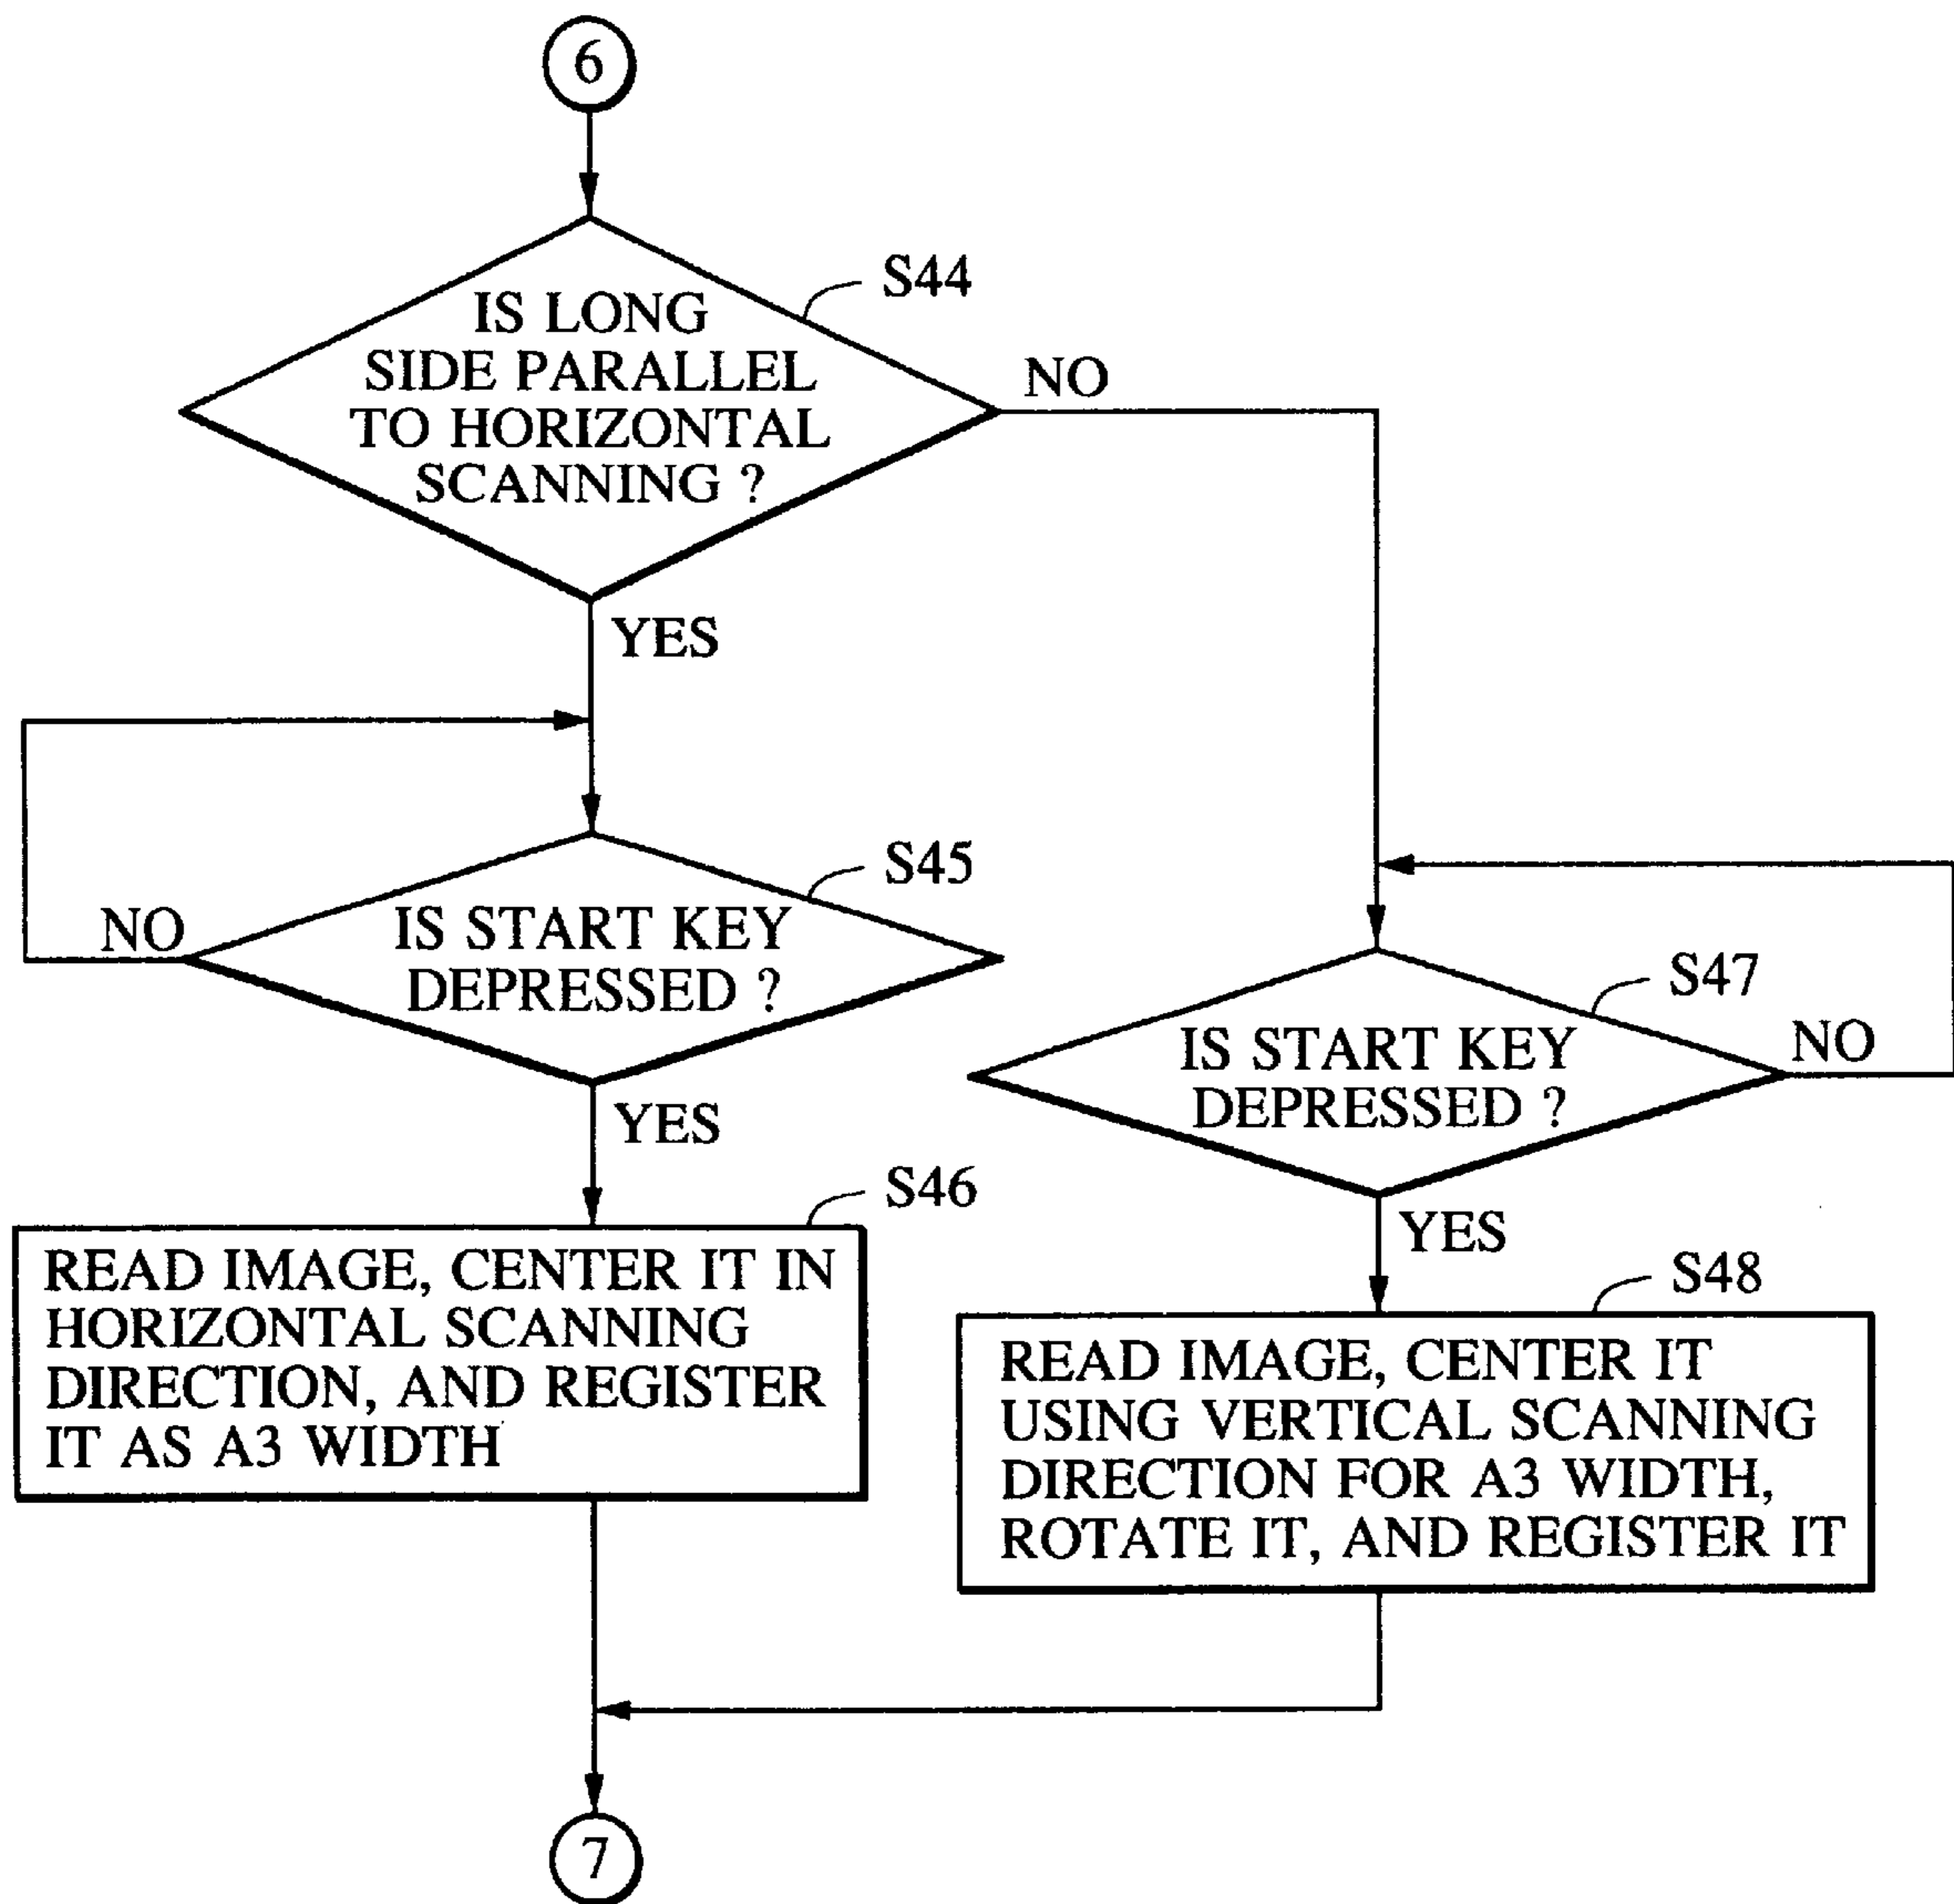 6
S44
IS LONG
SIDE PARALLEL
TO HORIZONTAL
SCANNING ?
NO
YES
S45
IS START KEY
DEPRESSED ?
NO
YES
S46
READ IMAGE, CENTER IT IN
HORIZONTAL SCANNING
DIRECTION, AND REGISTER
IT AS A3 WIDTH
S47
IS START KEY
DEPRESSED ?
NO
YES
S48
READ IMAGE, CENTER IT
USING VERTICAL SCANNING
DIRECTION FOR A3 WIDTH,
ROTATE IT, AND REGISTER IT
7